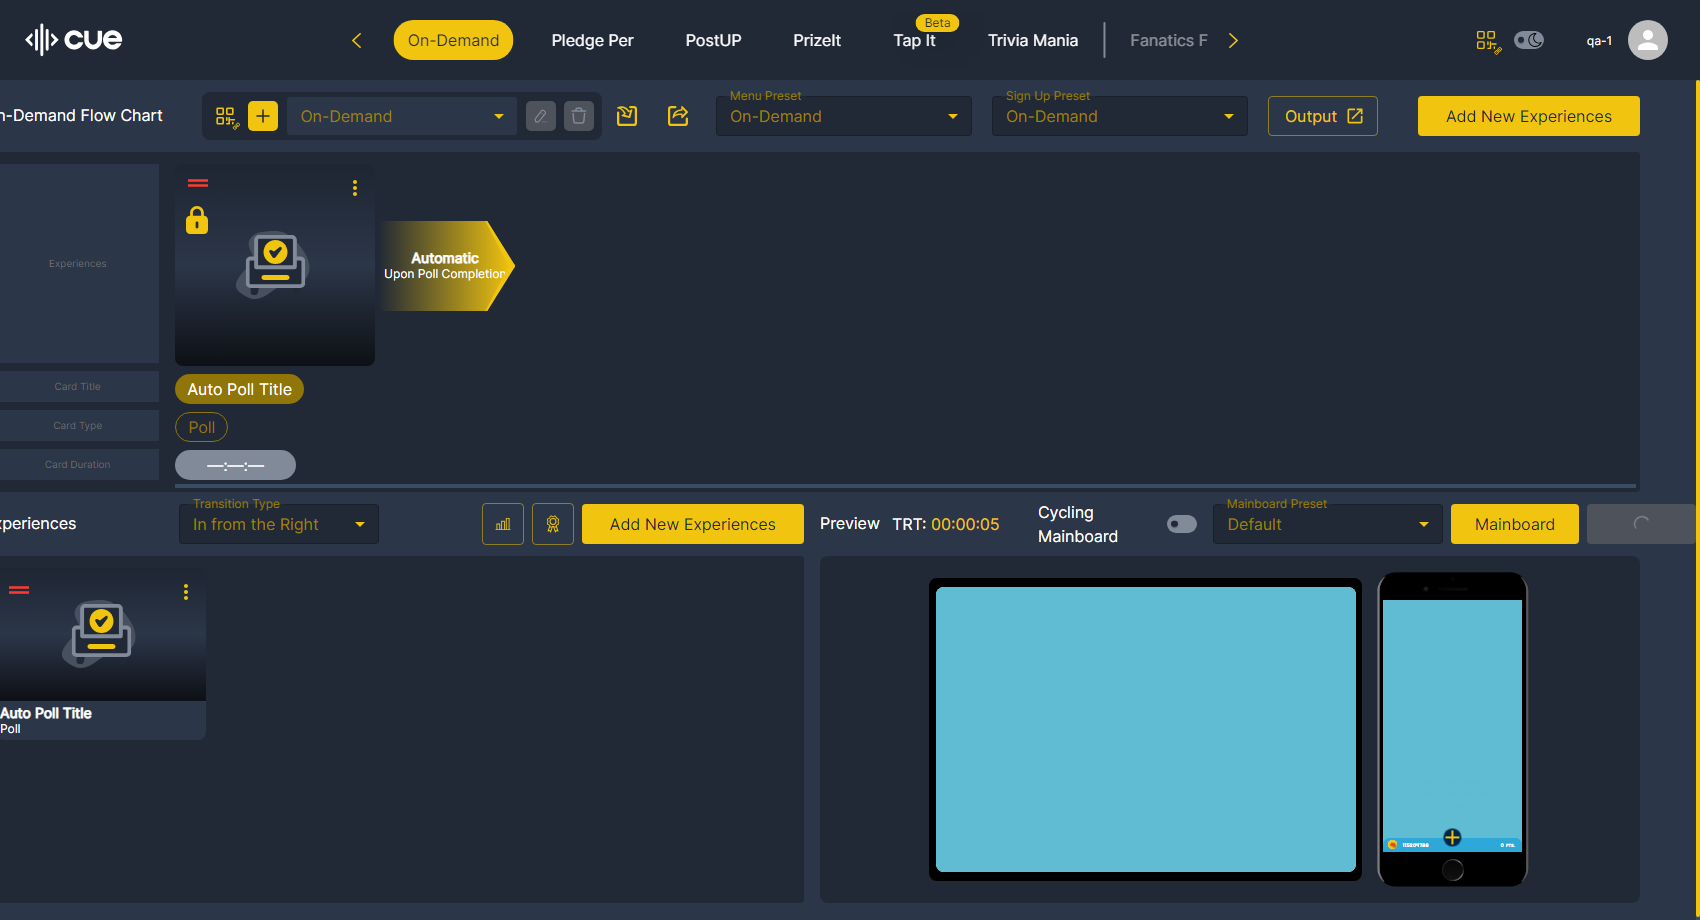 cue
On-Demand
Pledge Per
PostUP
PrizeIt
Beta
Tap It
Trivia Mania
Fanatics F
qa-1
n-Demand Flow Chart
On-Demand
Menu Preset
On-Demand
Sign Up Preset
On-Demand
Output
Add New Experiences
Experiences
Automatic
Upon Poll Completion
Card Title
Auto Poll Title
Card Type
Poll
Card Duration
—:—:—
xperiences
Transition Type
In from the Right
Add New Experiences
Preview
TRT: 00:00:05
Cycling
Mainboard
Mainboard Preset
Default
Mainboard
Auto Poll Title
Poll
0 PTS.